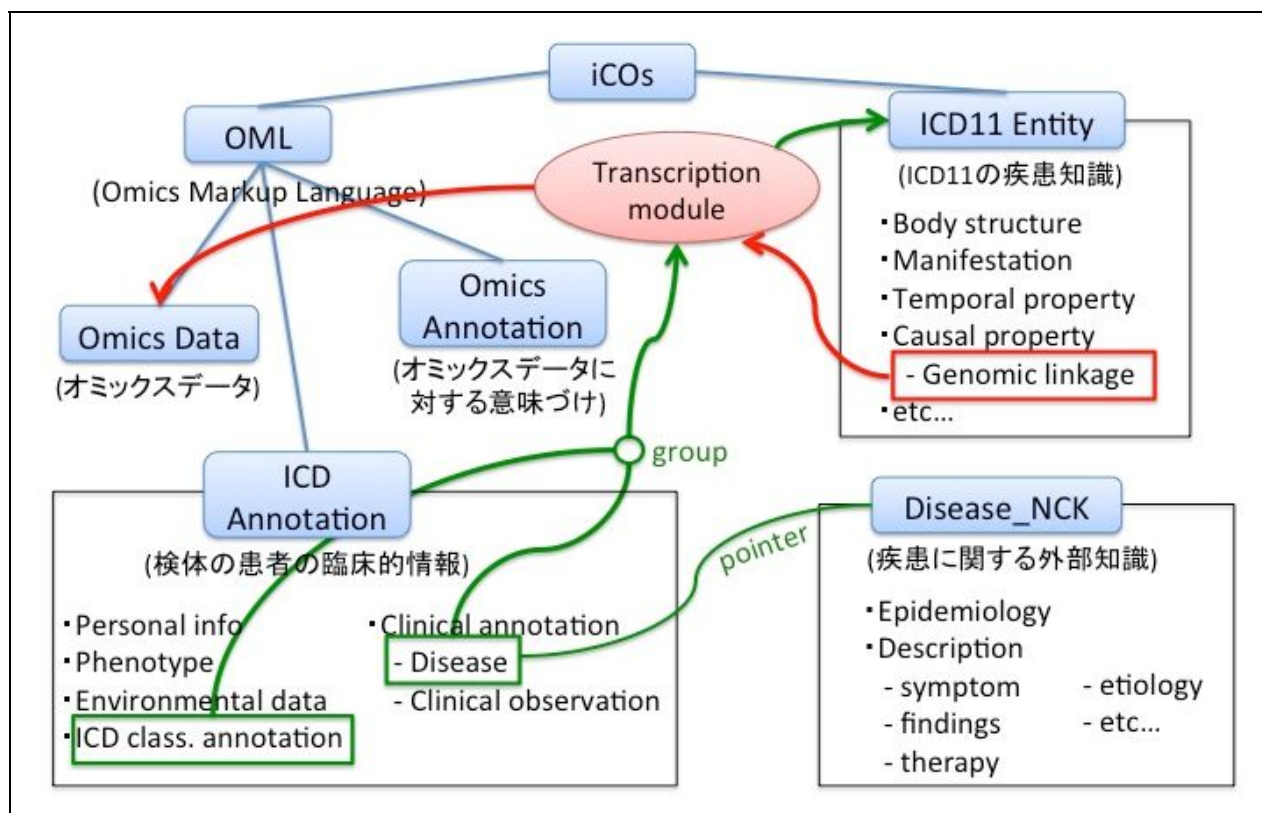 iCOs
OML
(Omics Markup Language)
Transcription
module
ICD11 Entity
(ICD11の疾患知識)
・Body structure
・Manifestation
・Temporal property
・Causal property
- Genomic linkage
・etc…
Omics Data
(オミックスデータ)
Omics
Annotation
(オミックスデータに
対する意味づけ)
group
ICD
Annotation
(検体の患者の臨床的情報)
・Personal info
・Phenotype
・Environmental data
・ICD class. annotation
・Clinical annotation
- Disease
- Clinical observation
pointer
Disease_NCK
(疾患に関する外部知識)
・Epidemiology
・Description
- symptom
- findings
- therapy
- etiology
- etc…